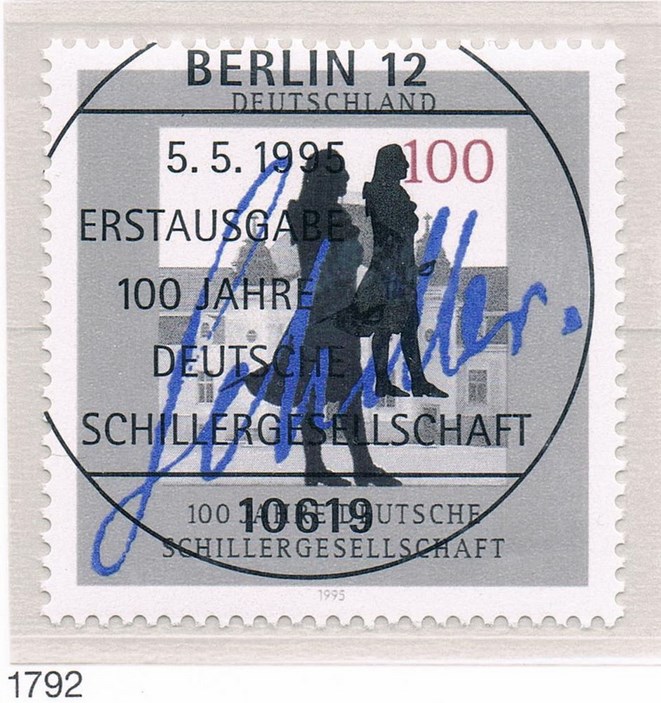 BERLIN 12
DEUTSCHLAND
5.5.1995
100
ERSTAUSGABE
100 JAHRE
DEUTSCHE
SCHILLERGESELLSCHAFT
Schiller.
10619
100 JAHRE DEUTSCHE
SCHILLERGESELLSCHAFT
1995
1792